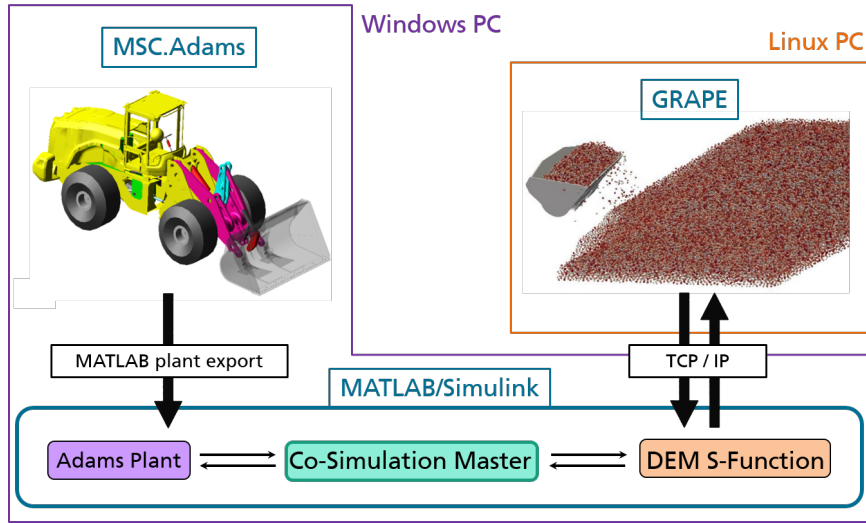 Windows PC
MSC.Adams
Linux PC
GRAPE
MATLAB plant export
TCP / IP
MATLAB/Simulink
Adams Plant
Co-Simulation Master
DEM S-Function